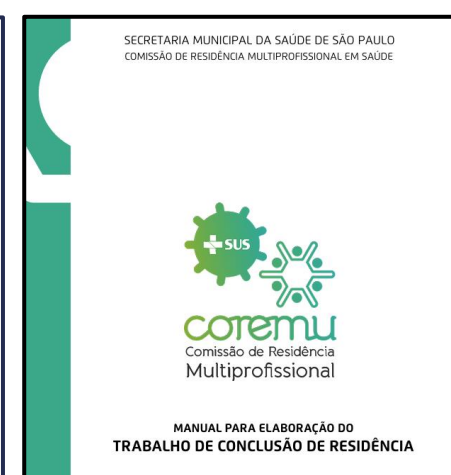 SECRETARIA MUNICIPAL DA SAÚDE DE SÃO PAULO
COMISSÃO DE RESIDÊNCIA MULTIPROFISSIONAL EM SAÚDE
SUS
coremu
Comissão de Residência
Multiprofissional
MANUAL PARA ELABORAÇÃO DO
TRABALHO DE CONCLUSÃO DE RESIDÊNCIA